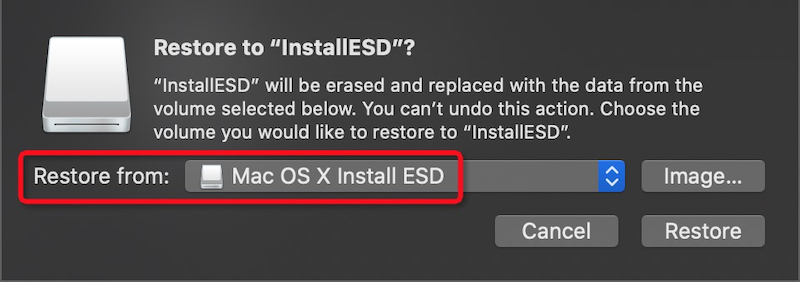 Restore to “InstallESD”?
“InstallESD” will be erased and replaced with the data from the
volume selected below. You can’t undo this action. Choose the
volume you would like to restore to “InstallESD”.
Restore from: Mac OS X Install ESD Image...
Cancel Restore